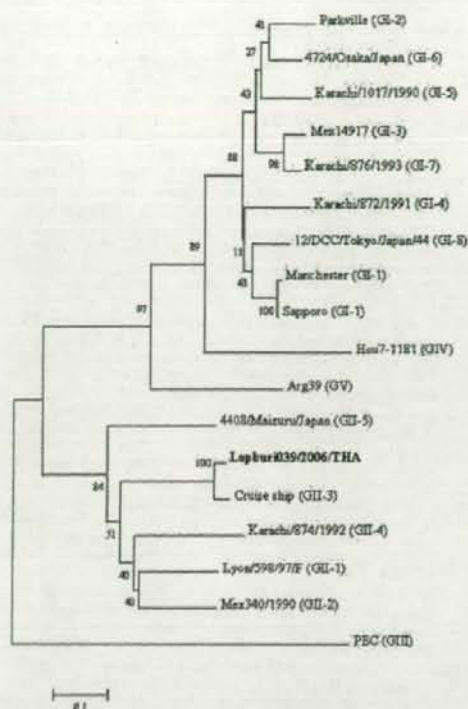 41
Parkville (GI-2)
27
4724/Osaka/Japan (GI-6)
43
Karachi/1017/1990 (GI-5)
Mex14917 (GI-3)
98
Karachi/876/1993 (GI-7)
88
Karachi/872/1991 (GI-4)
12/DCC/Tokyo/Japan/44 (GI-8)
89
43
Manchester (GI-1)
100
Sapporo (GI-1)
97
Hou7-1181 (GIV)
Arg39 (GV)
4408/Maizuru/Japan (GII-5)
100
Lopburi039/2006/THA
84
Cruise ship (GII-3)
51
Karachi/874/1992 (GII-4)
40
Lyon/598/97/F (GII-1)
40
Mex340/1990 (GII-2)
PEC (GIII)
0.1